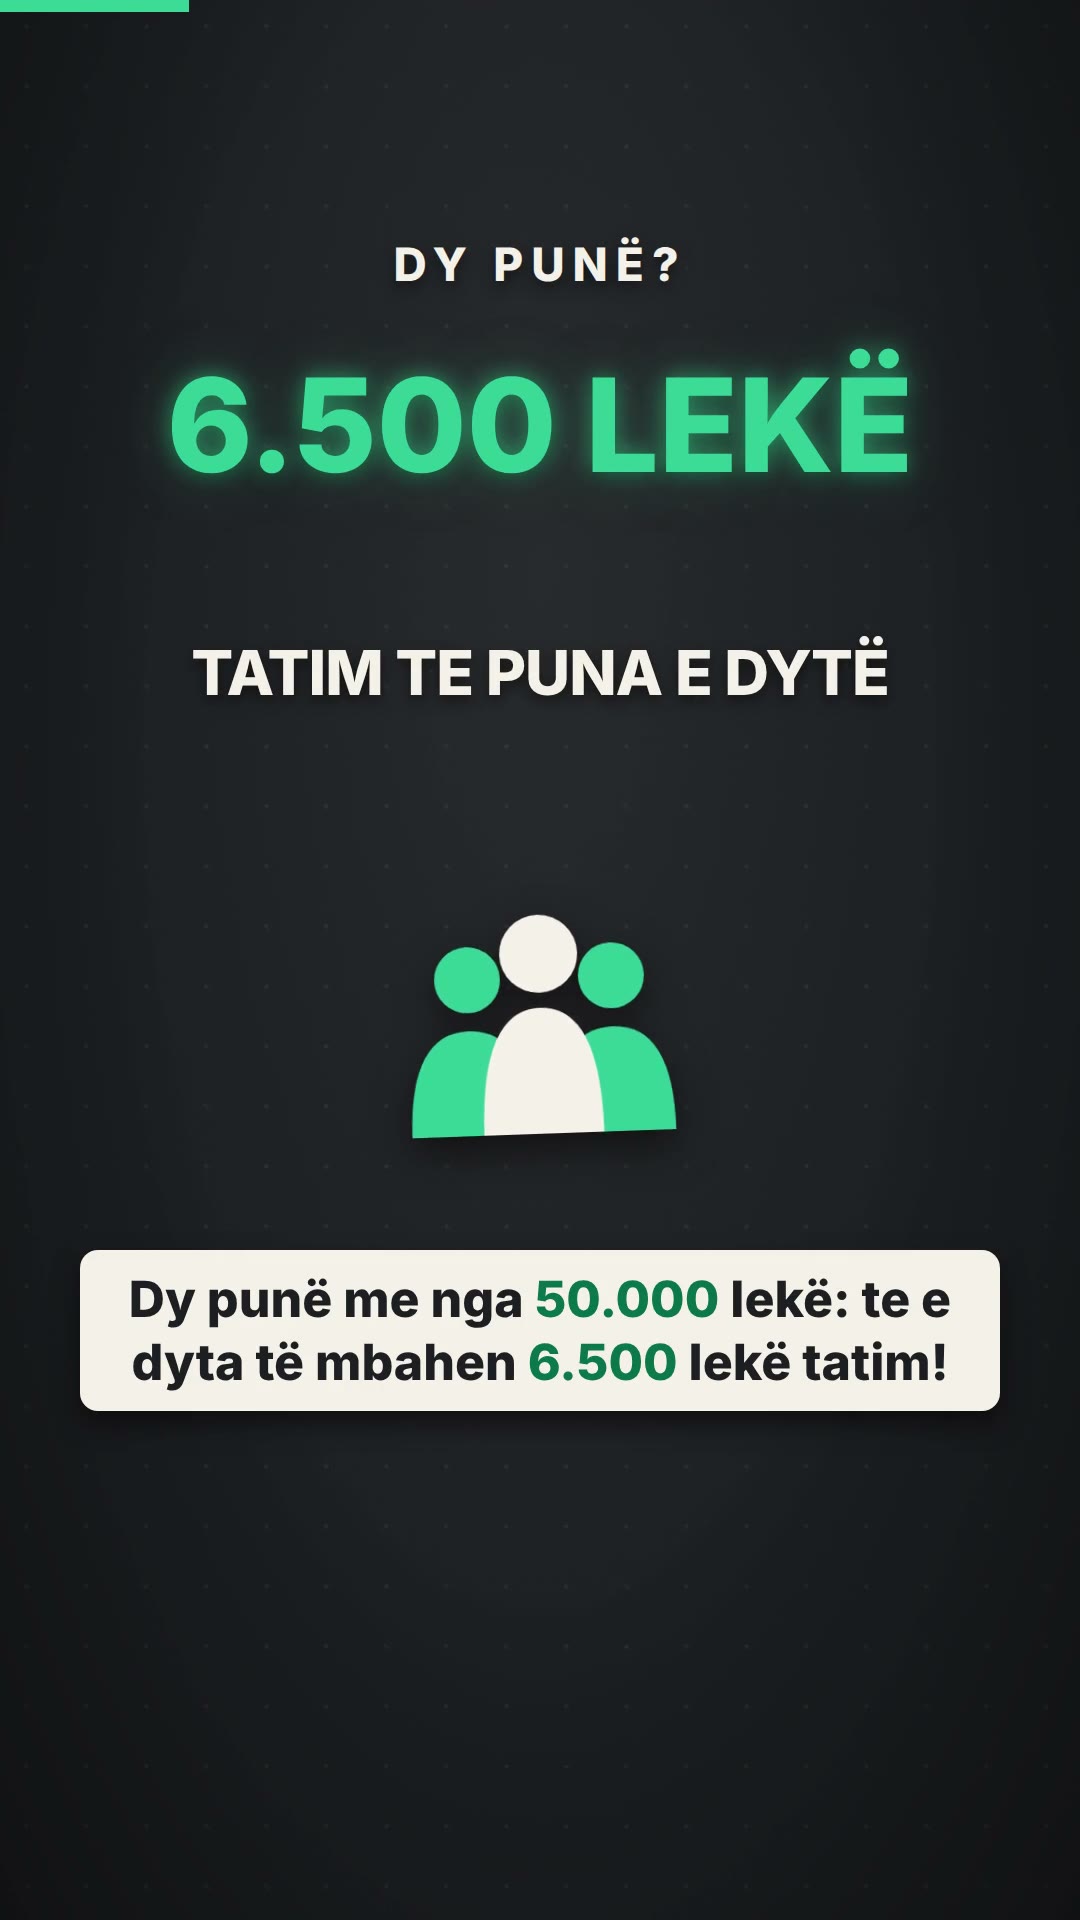 DY PUNË?
6.500 LEKË
TATIM TE PUNA E DYTË
Dy punë me nga 50.000 lekë: te e
dyta të mbahen 6.500 lekë tatim!